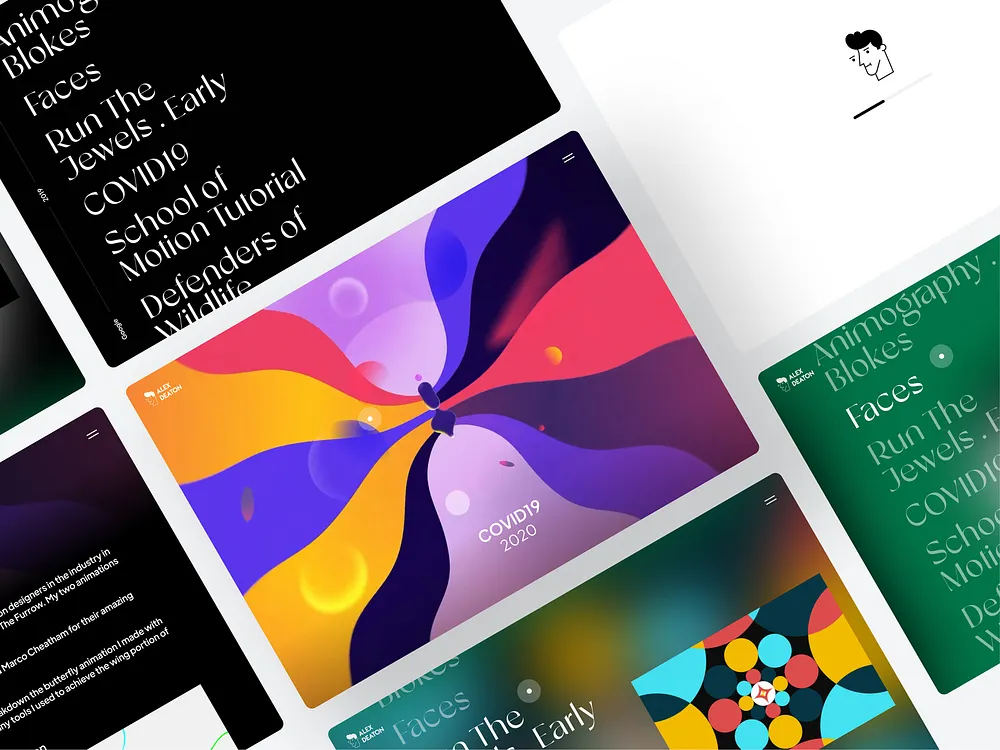 Animog
Blokes
Faces
Run The
Jewels . Early
COVID19
School of
Motion Tutorial
Defenders of
Wildlife
2019
Google
ALEX
DEATON
COVID19
2020
on designers in the industry in
The Furrow. My two animations
Marco Cheatham for their amazing
kdown the butterfly animation I made with
ny tools I used to achieve the wing portion of
on
ALEX
DEATON
Animography .
Blokes
Faces
Run The
Jewels . E
COVID1
Schoo
Motio
De
W
ALEX
DEATON
Blokes
Faces
n The
ls . Early